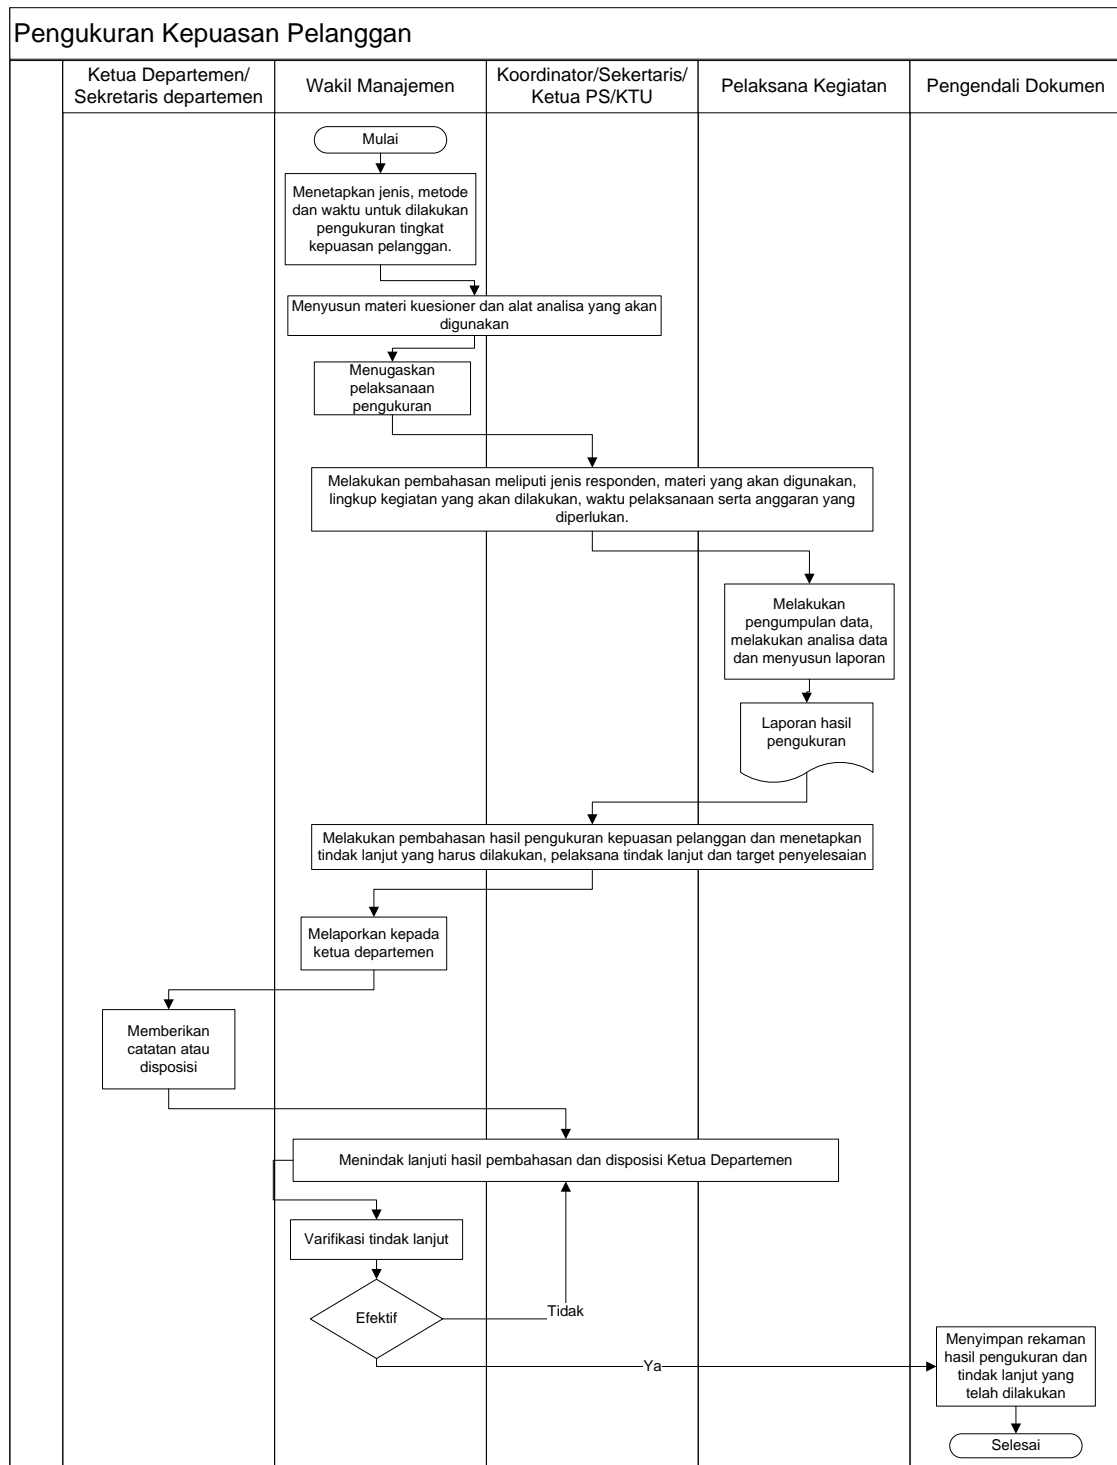 Pengukuran Kepuasan Pelanggan
Ketua Departemen/
Sekretaris departemen
Wakil Manajemen
Koordinator/Sekertaris/
Ketua PS/KTU
Pelaksana Kegiatan
Pengendali Dokumen
Mulai
Menetapkan jenis, metode
dan waktu untuk dilakukan
pengukuran tingkat
kepuasan pelanggan.
Menyusun materi kuesioner dan alat analisa yang akan
digunakan
Menugaskan
pelaksanaan
pengukuran
Melakukan pembahasan meliputi jenis responden, materi yang akan digunakan,
lingkup kegiatan yang akan dilakukan, waktu pelaksanaan serta anggaran yang
diperlukan.
Melakukan
pengumpulan data,
melakukan analisa data
dan menyusun laporan
Laporan hasil
pengukuran
Melakukan pembahasan hasil pengukuran kepuasan pelanggan dan menetapkan
tindak lanjut yang harus dilakukan, pelaksana tindak lanjut dan target penyelesaian
Melaporkan kepada
ketua departemen
Memberikan
catatan atau
disposisi
Menindak lanjuti hasil pembahasan dan disposisi Ketua Departemen
Varifikasi tindak lanjut
Efektif
Tidak
Ya
Menyimpan rekaman
hasil pengukuran dan
tindak lanjut yang
telah dilakukan
Selesai